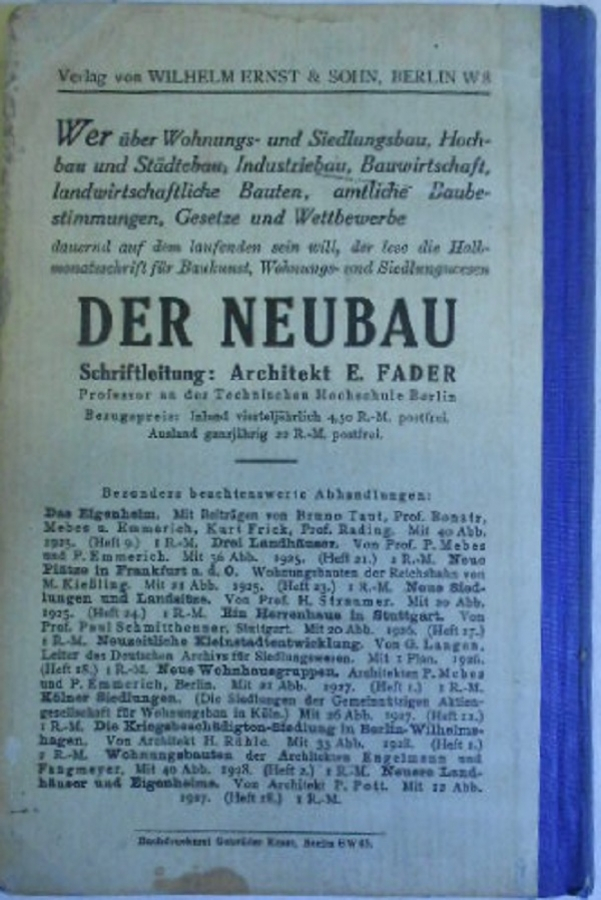 Verlag von WILHELM ERNST & SOHN, BERLIN W 8
Wer über Wohnungs- und Siedlungsbau, Hoch-
bau und Städtebau, Industriebau, Bauwirtschaft,
landwirtschaftliche Bauten, amtliche Baube-
stimmungen, Gesetze und Wettbewerbe
dauernd auf dem laufenden sein will, der lese die Halb-
monatsschrift für Baukunst, Wohnungs- und Siedlungswesen
DER NEUBAU
Schriftleitung: Architekt E. FADER
Professor an der Technischen Hochschule Berlin
Bezugspreis: Inland vierteljährlich 4,50 R.-M. postfrei.
Ausland ganzjährig 22 R.-M. postfrei.
Besonders beachtenswerte Abhandlungen:
Das Eigenheim. Mit Beiträgen von Bruno Taut, Prof. Bonatz,
Mebes u. Emmerich, Kurt Frick, Prof. Rading. Mit 40 Abb.
1925. (Heft 9.) 1 R.-M. Drei Landhäuser. Von Prof. P. Mebes
und P. Emmerich. Mit 36 Abb. 1925. (Heft 21.) 1 R.-M. Neue
Plätze in Frankfurt a. d. O. Wohnungsbauten der Reichsbahn von
M. Kießling. Mit 21 Abb. 1925. (Heft 23.) 1 R.-M. Neue Sied-
lungen und Landsitze. Von Prof. H. Straumer. Mit 20 Abb.
1925. (Heft 24.) 1 R.-M. Ein Herrenhaus in Stuttgart. Von
Prof. Paul Schmitthenner, Stuttgart. Mit 20 Abb. 1926. (Heft 17.)
1 R.-M. Neuzeitliche Kleinstadtentwicklung. Von G. Langen,
Leiter des Deutschen Archivs für Siedlungswesen. Mit 1 Plan. 1926.
(Heft 18.) 1 R.-M. Neue Wohnhausgruppen. Architekten P. Mebes
und P. Emmerich, Berlin. Mit 22 Abb. 1927. (Heft 1.) 1 R.-M.
Kölner Siedlungen. (Die Siedlungen der Gemeinnützigen Aktien-
gesellschaft für Wohnungsbau in Köln.) Mit 26 Abb. 1927. (Heft 12.)
1 R.-M. Die Kriegsbeschädigten-Siedlung in Berlin-Wilhelms-
hagen. Von Architekt H. Rühle. Mit 33 Abb. 1928. (Heft 1.)
1 R.-M. Wohnungsbauten der Architekten Engelmann und
Fangmeyer, Mit 40 Abb. 1928. (Heft 2.) 1 R.-M. Neuere Land-
häuser und Eigenheime. Von Architekt P. Pott. Mit 22 Abb.
1927. (Heft 18.) 1 R.-M.
Buchdruckerei Gebrüder Ernst, Berlin SW 68.